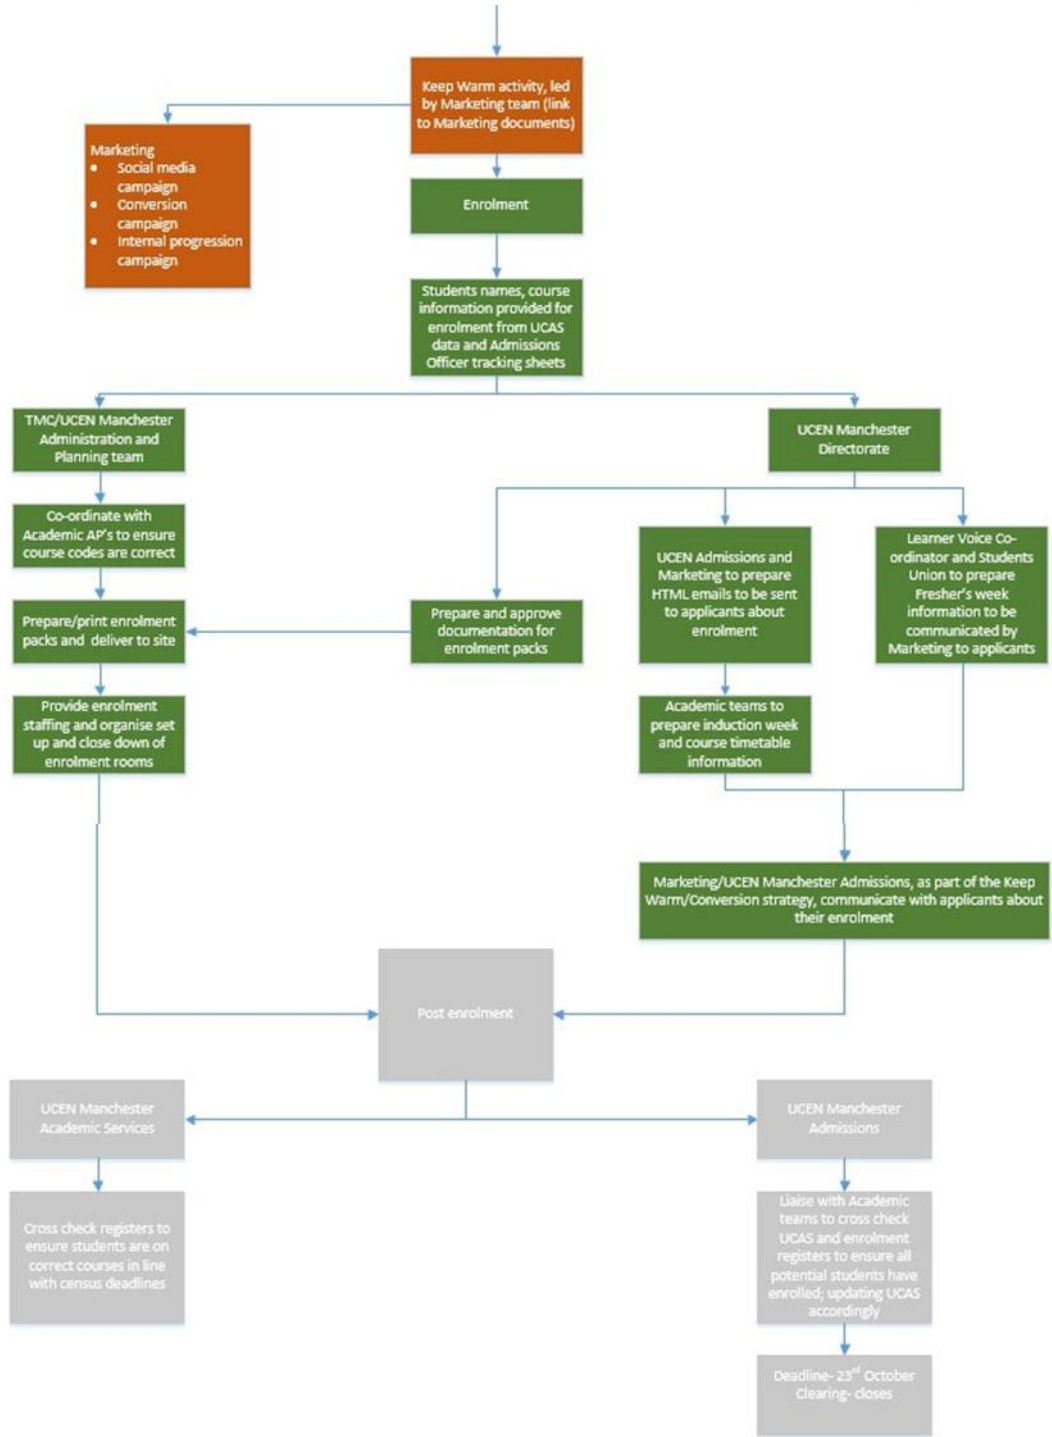 Keep Warm activity, led
by Marketing team (link
to Marketing documents)
Marketing
• Social media
campaign
• Conversion
campaign
• Internal progression
campaign
Enrolment
Students names, course
information provided for
enrolment from UCAS
data and Admissions
Officer tracking sheets
TMC/UCEN Manchester
Administration and
Planning team
UCEN Manchester
Directorate
Co-ordinate with
Academic AP's to ensure
course codes are correct
Prepare/print enrolment
packs and deliver to site
Provide enrolment
staffing and organise set
up and close down of
enrolment rooms
Prepare and approve
documentation for
enrolment packs
UCEN Admissions and
Marketing to prepare
HTML emails to be sent
to applicants about
enrolment
Learner Voice Co-
ordinator and Students
Union to prepare
Fresher's week
information to be
communicated by
Marketing to applicants
Academic teams to
prepare induction week
and course timetable
information
Marketing/UCEN Manchester Admissions, as part of the Keep
Warm/Conversion strategy, communicate with applicants about
their enrolment
Post enrolment
UCEN Manchester
Academic Services
UCEN Manchester
Admissions
Cross check registers to
ensure students are on
correct courses in line
with census deadlines
Liaise with Academic
teams to cross check
UCAS and enrolment
registers to ensure all
potential students have
enrolled; updating UCAS
accordingly
Deadline- 23st October
Clearing- closes